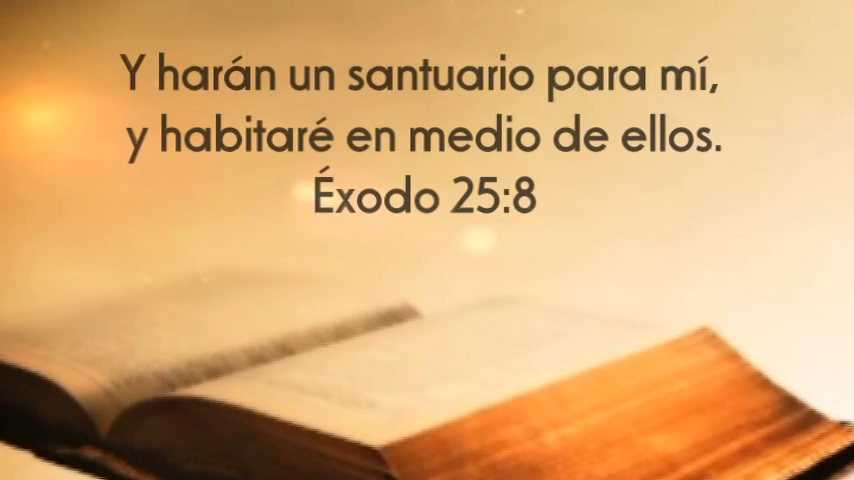 Y harán un santuario para mí,
y habitaré en medio de ellos.
Éxodo 25:8